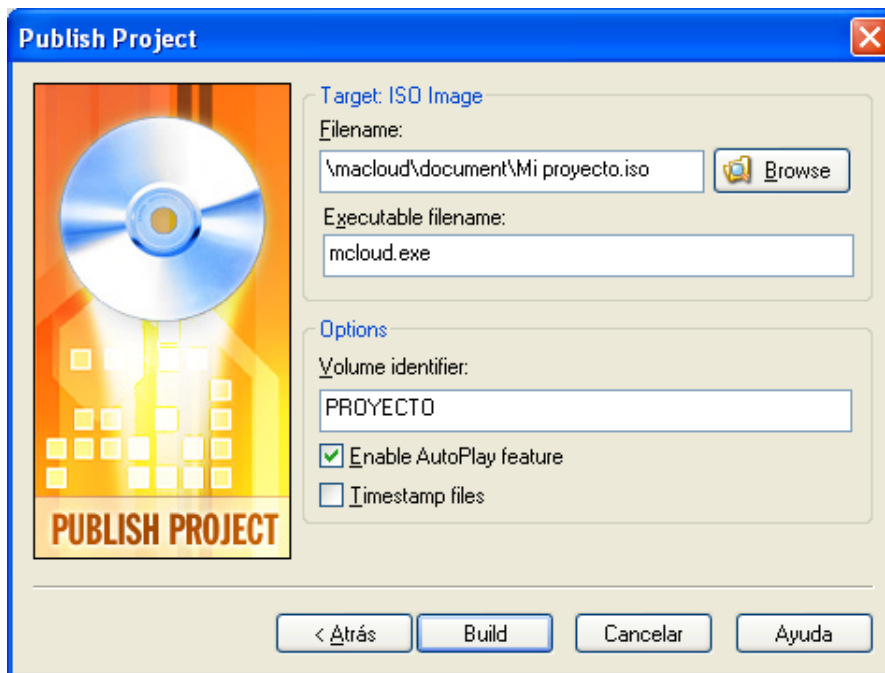 Publish Project
Target: ISO Image
Filename:
\macloud\document\Mi proyecto.iso
Browse
Executable filename:
mcloud.exe
Options
Volume identifier:
PROYECTO
Enable AutoPlay feature
Timestamp files
PUBLISH PROJECT
< Atrás
Build
Cancelar
Ayuda